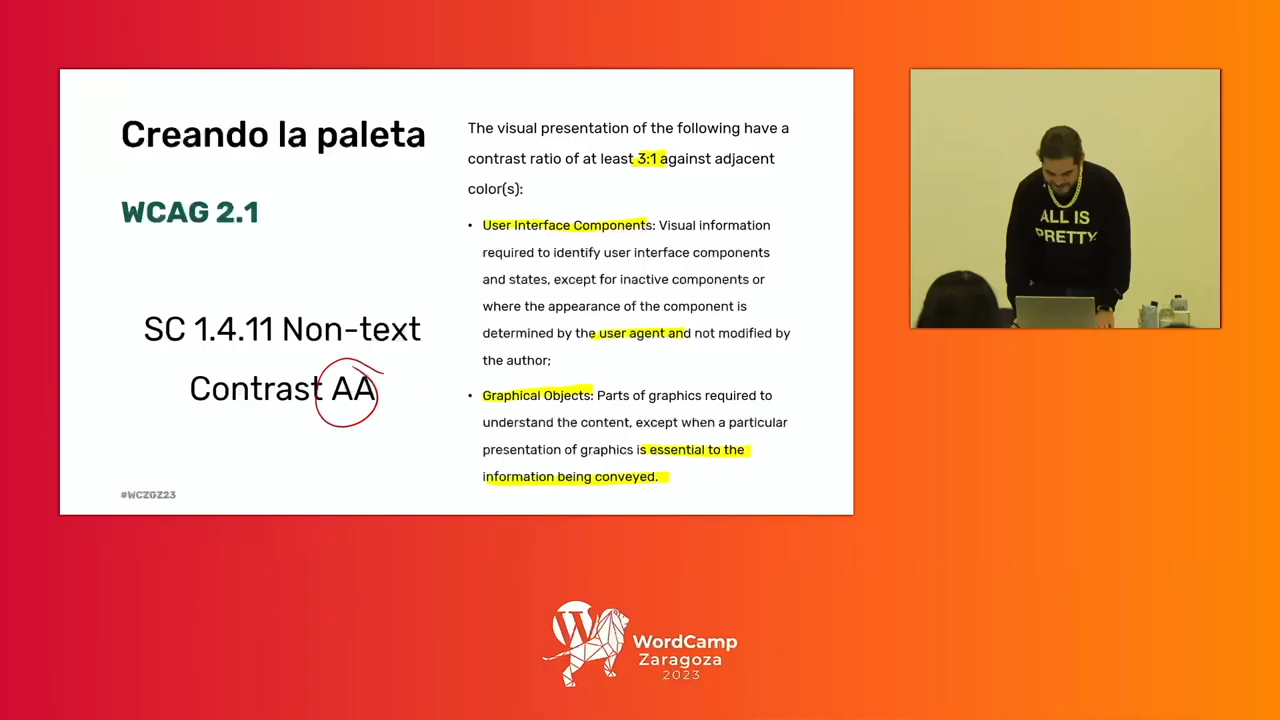 Creando la paleta
WCAG 2.1
SC 1.4.11 Non-text
Contrast AA
#WCZGZ23
The visual presentation of the following have a
contrast ratio of at least 3:1 against adjacent
color(s):
• User Interface Components: Visual information
required to identify user interface components
and states, except for inactive components or
where the appearance of the component is
determined by the user agent and not modified by
the author;
• Graphical Objects: Parts of graphics required to
understand the content, except when a particular
presentation of graphics is essential to the
information being conveyed.
ALL IS
PRETTY
WordCamp
Zaragoza
2023